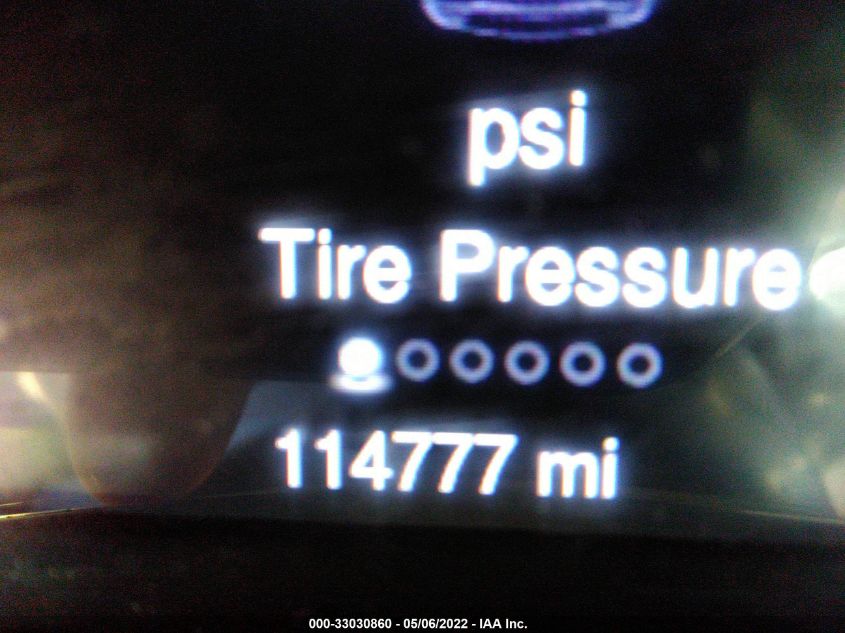 psi
Tire Pressure
114777 mi
000-33030860 - 05/06/2022 - IAA Inc.